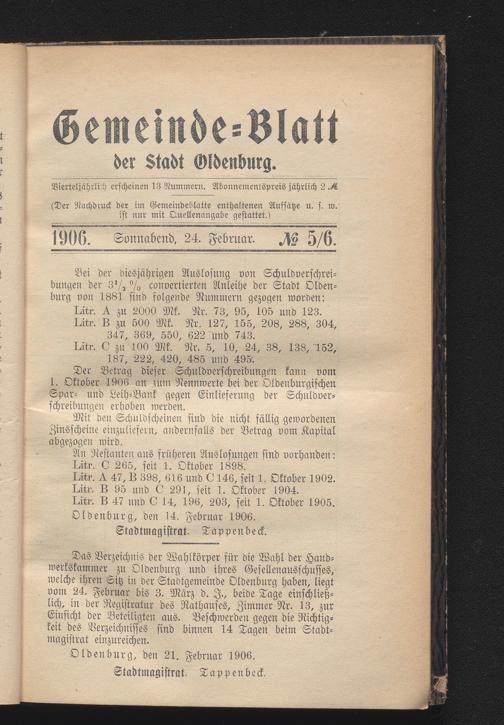 Gemeinde=Blatt
der Stadt Oldenburg.
Vierteljährlich erscheinen 13 Nummern. Abonnementspreis jährlich 2 ℳ
(Der Nachdruck der im Gemeindeblatte enthaltenen Aufsätze u. s. w.
ist nur mit Quellenangabe gestattet.)
1906. Sonnabend, 24. Februar. № 5/6.
Bei der diesjährigen Auslosung von Schuldverschrei-
bungen der 3½ % convertierten Anleihe der Stadt Olden-
burg von 1881 sind folgende Nummern gezogen worden:
Litr. A zu 2000 Mk. Nr. 73, 95, 105 und 123.
Litr. B zu 500 Mk. Nr. 127, 155, 208, 288, 304,
347, 369, 550, 622 und 743.
Litr. C zu 100 Mk. Nr. 5, 10, 24, 38, 138, 152,
187, 222, 420, 485 und 495.
Der Betrag dieser Schuldverschreibungen kann vom
1. Oktober 1906 an zum Nennwerte bei der Oldenburgischen
Spar- und Leih-Bank gegen Einlieferung der Schuldver-
schreibungen erhoben werden.
Mit den Schuldscheinen sind die nicht fällig gewordenen
Zinsscheine einzuliefern, andernfalls der Betrag vom Kapital
abgezogen wird.
An Restanten aus früheren Auslosungen sind vorhanden:
Litr. C 265, seit 1. Oktober 1898.
Litr. A 47, B 398, 616 und C 146, seit 1. Oktober 1902.
Litr. B 95 und C 291, seit 1. Oktober 1904.
Litr. B 47 und C 14, 196, 203, seit 1. Oktober 1905.
Oldenburg, den 14. Februar 1906.
Stadtmagistrat. Tappenbeck.
Das Verzeichnis der Wahlkörper für die Wahl der Hand-
werkskammer zu Oldenburg und ihres Gesellenausschusses,
welche ihren Sitz in der Stadtgemeinde Oldenburg haben, liegt
vom 24. Februar bis 3. März d. J., beide Tage einschließ-
lich, in der Registratur des Rathauses, Zimmer Nr. 13, zur
Einsicht der Beteiligten aus. Beschwerden gegen die Richtig-
keit des Verzeichnisses sind binnen 14 Tagen beim Stadt-
magistrat einzureichen.
Oldenburg, den 21. Februar 1906.
Stadtmagistrat. Tappenbeck.